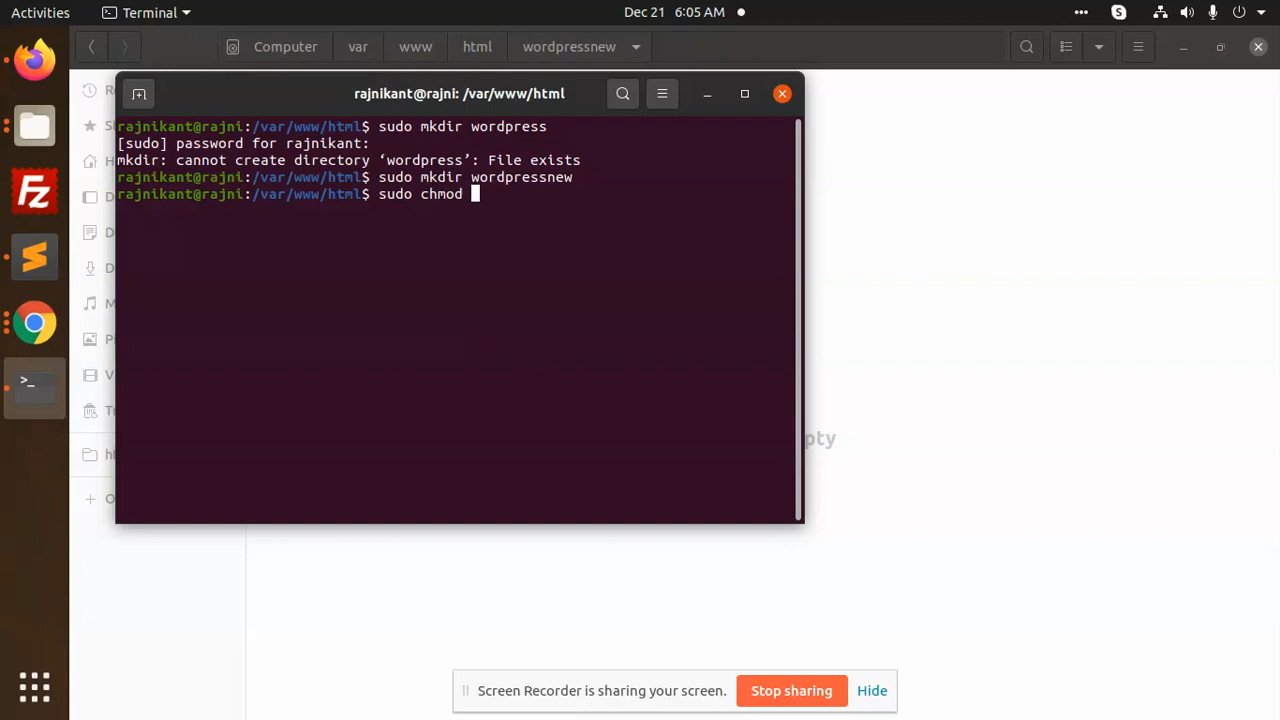 Activities
Terminal
Dec 21 6:05 AM
Computer
var
www
html
wordpressnew
rajnikant@rajni: /var/www/html
rajnikant@rajni:/var/www/html$ sudo mkdir wordpress
[sudo] password for rajnikant:
mkdir: cannot create directory ‘wordpress’: File exists
rajnikant@rajni:/var/www/html$ sudo mkdir wordpressnew
rajnikant@rajni:/var/www/html$ sudo chmod
Screen Recorder is sharing your screen.
Stop sharing
Hide